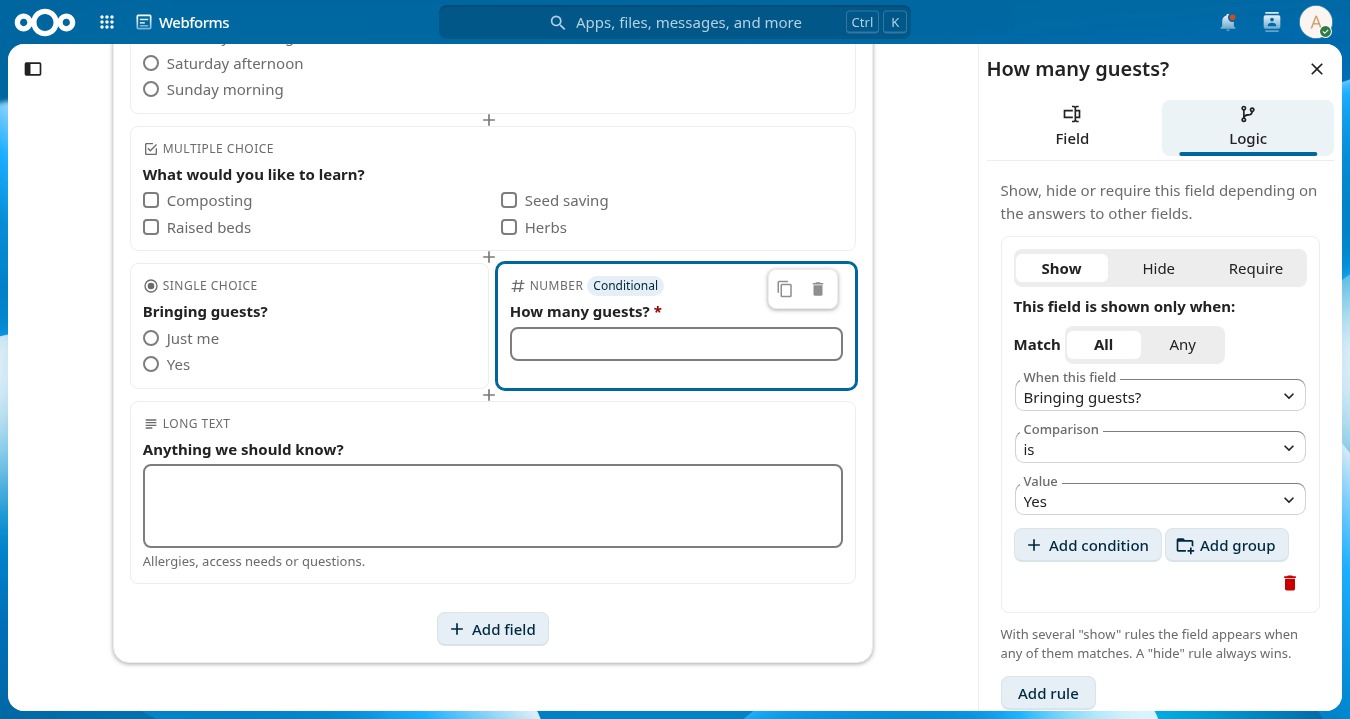 Webforms
Apps, files, messages, and more
Ctrl
K
A
Saturday afternoon
Sunday morning
MULTIPLE CHOICE
What would you like to learn?
Composting
Seed saving
Raised beds
Herbs
SINGLE CHOICE
Bringing guests?
Just me
Yes
NUMBER Conditional
How many guests? *
LONG TEXT
Anything we should know?
Allergies, access needs or questions.
+ Add field
How many guests?
Field
Logic
Show, hide or require this field depending on
the answers to other fields.
Show Hide Require
This field is shown only when:
Match All Any
When this field
Bringing guests?
Comparison
is
Value
Yes
+ Add condition
Add group
With several "show" rules the field appears when
any of them matches. A "hide" rule always wins.
Add rule